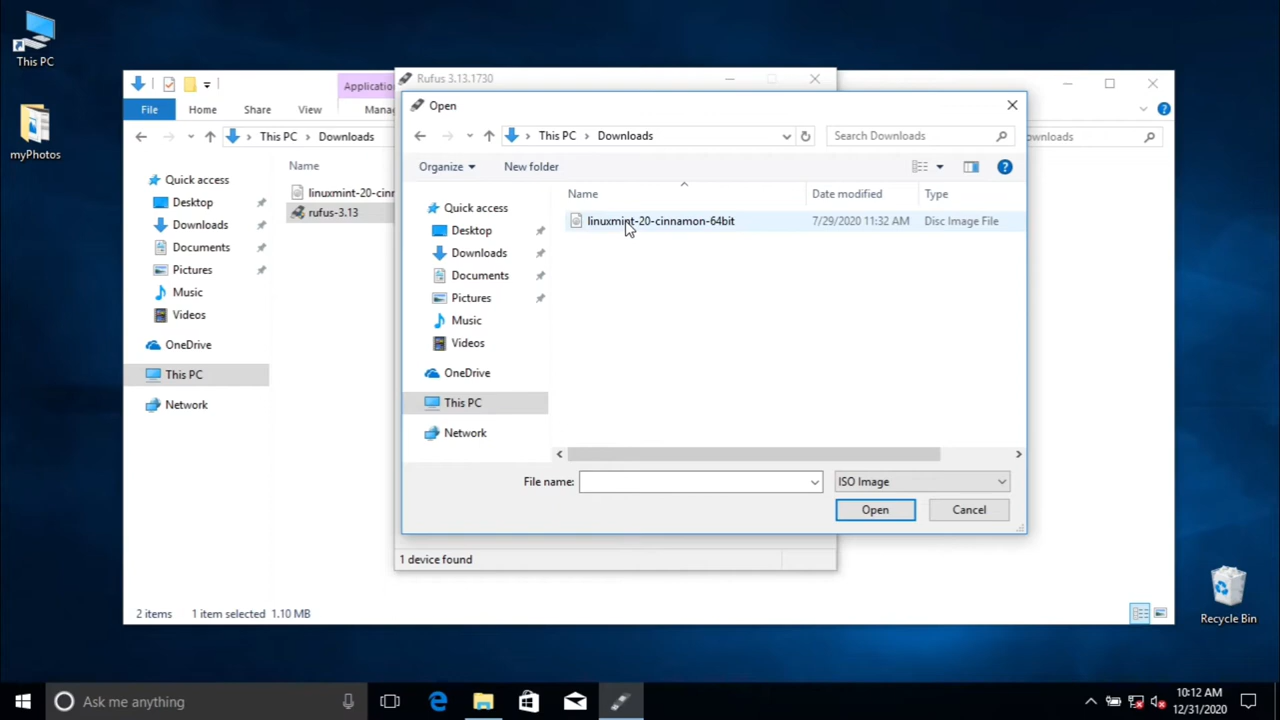 This PC
myPhotos
Recycle Bin
Applicatio
File
Home
Share
View
Mana
This PC
Downloads
ownloads
Quick access
Desktop
Downloads
Documents
Pictures
Music
Videos
OneDrive
This PC
Network
Name
linuxmint-20-cinn
rufus-3.13
2 items
1 item selected 1.10 MB
Rufus 3.13.1730
1 device found
Open
This PC
Downloads
Search Downloads
Organize
New folder
Quick access
Desktop
Downloads
Documents
Pictures
Music
Videos
OneDrive
This PC
Network
Name
Date modified
Type
linuxmint-20-cinnamon-64bit
7/29/2020 11:32 AM
Disc Image File
File name:
ISO Image
Open
Cancel
Ask me anything
10:12 AM
12/31/2020